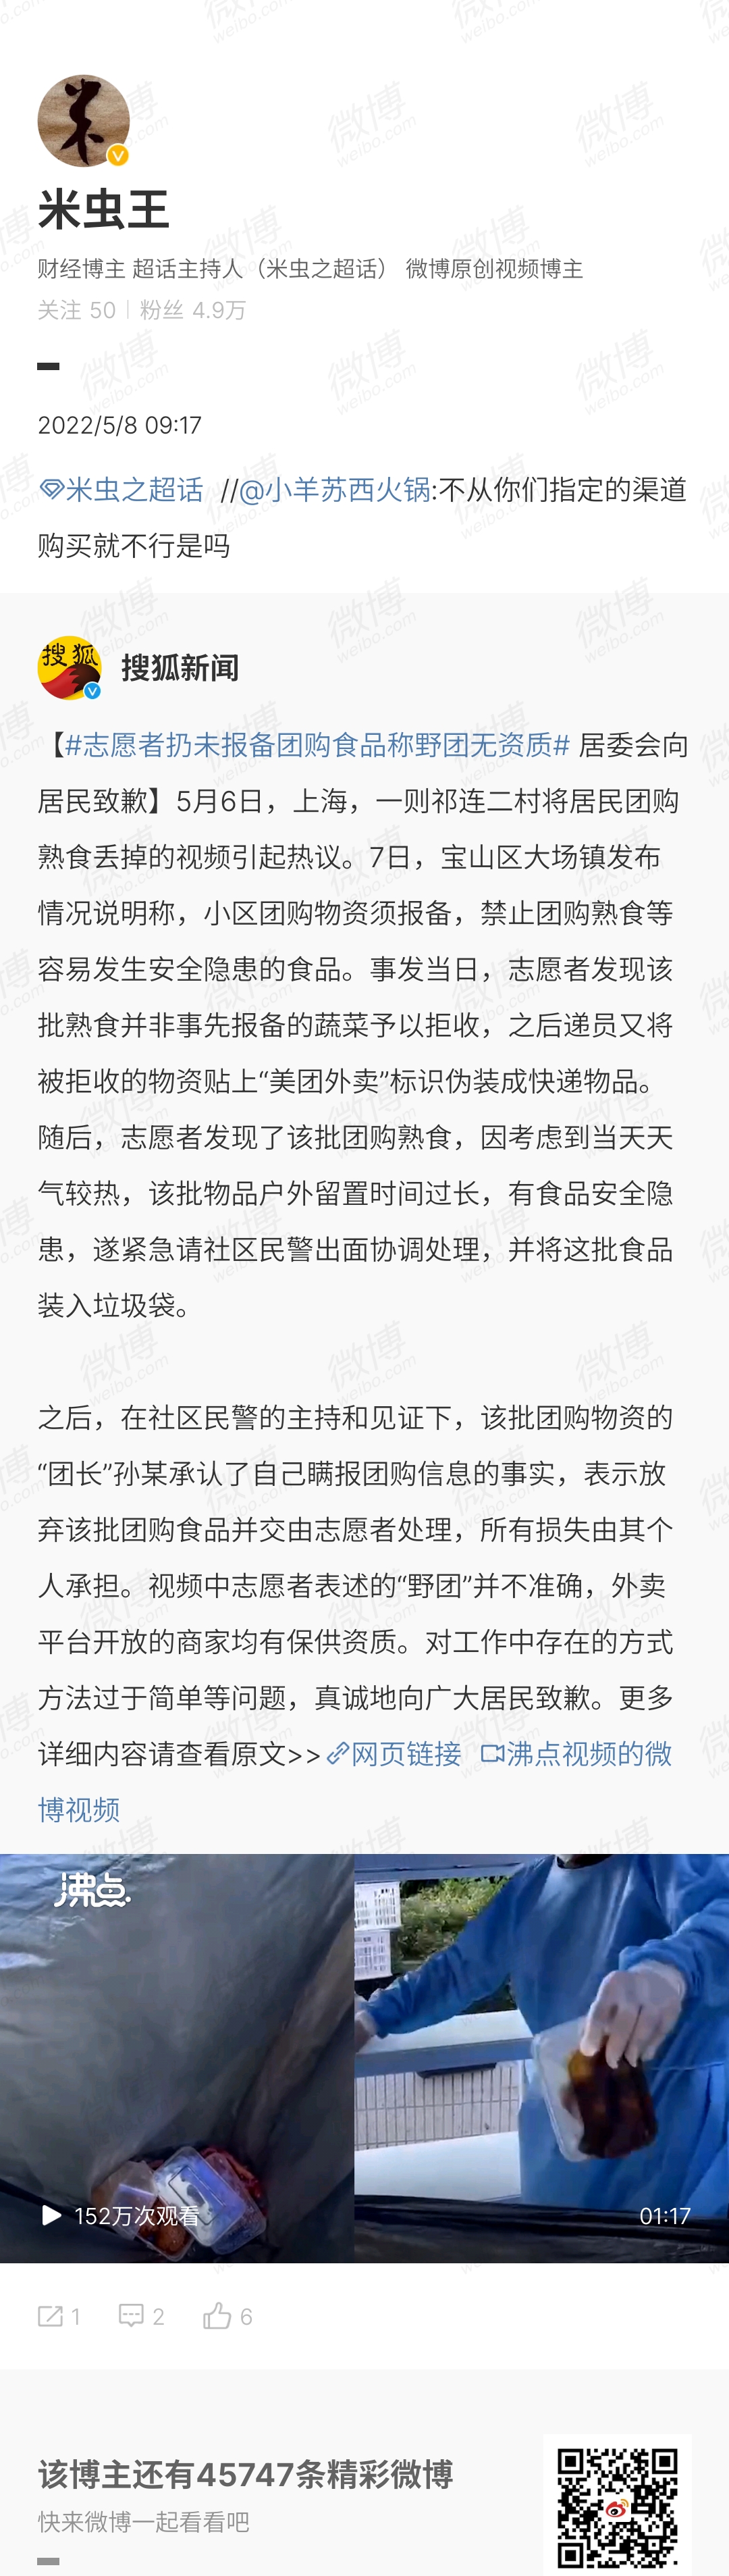 米虫王
财经博主 超话主持人（米虫之超话） 微博原创视频博主
关注 50 | 粉丝 4.9万
2022/5/8 09:17
米虫之超话 //@小羊苏西火锅:不从你们指定的渠道
购买就不行是吗
搜狐
搜狐新闻
【#志愿者扔未报备团购食品称野团无资质# 居委会向
居民致歉】5月6日，上海，一则祁连二村将居民团购
熟食丢掉的视频引起热议。7日，宝山区大场镇发布
情况说明称，小区团购物资须报备，禁止团购熟食等
容易发生安全隐患的食品。事发当日，志愿者发现该
批熟食并非事先报备的蔬菜予以拒收，之后递员又将
被拒收的物资贴上“美团外卖”标识伪装成快递物品。
随后，志愿者发现了该批团购熟食，因考虑到当天天
气较热，该批物品户外留置时间过长，有食品安全隐
患，遂紧急请社区民警出面协调处理，并将这批食品
装入垃圾袋。
之后，在社区民警的主持和见证下，该批团购物资的
“团长”孙某承认了自己瞒报团购信息的事实，表示放
弃该批团购食品并交由志愿者处理，所有损失由其个
人承担。视频中志愿者表述的“野团”并不准确，外卖
平台开放的商家均有保供资质。对工作中存在的方式
方法过于简单等问题，真诚地向广大居民致歉。更多
详细内容请查看原文>> 网页链接 沸点视频的微
博视频
沸点
152万次观看 01:17
1 2 6
该博主还有45747条精彩微博
快来微博一起看看吧
微博
weibo.com